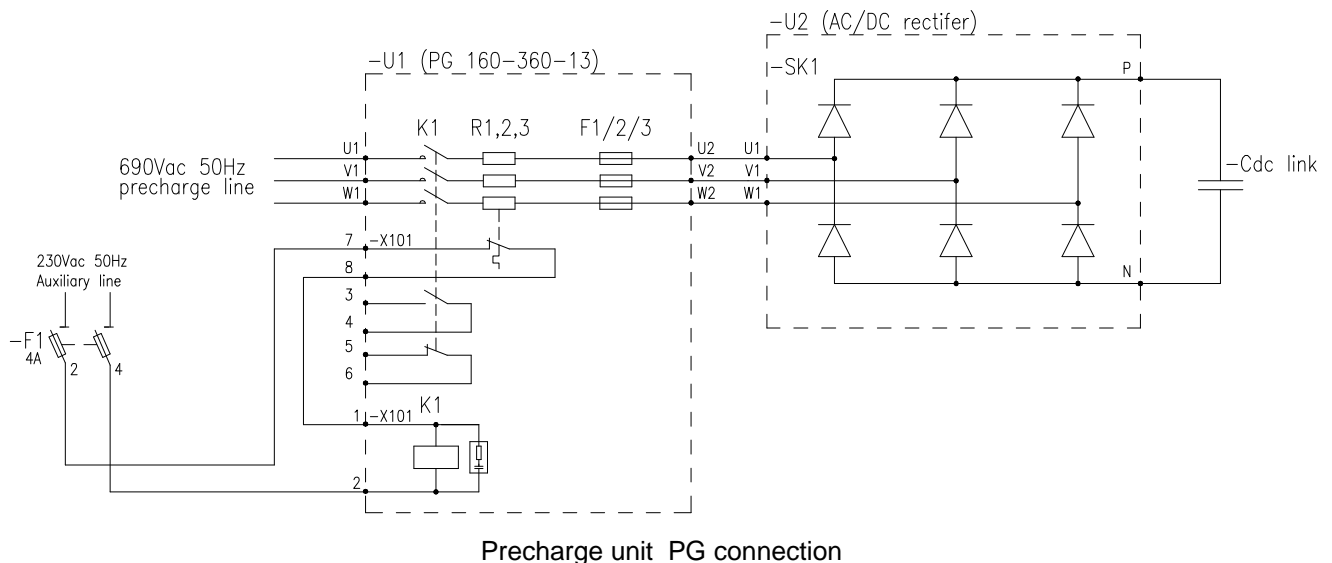 -U2 (AC/DC rectifer)
-U1 (PG 160-360-13)
-SK1
P
K1 R1,2,3 F1/2/3
690Vac 50Hz
precharge line
U1 U2 U1
V1 V2 V1
W1 W2 W1
-Cdc link
7 -X101
8
230Vac 50Hz
Auxiliary line
N
3
4
-F1
4A
2 4
5
6
1 -X101 K1
2
Precharge unit PG connection